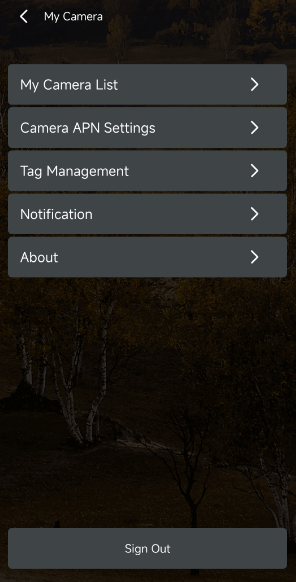 My Camera
My Camera List
Camera APN Settings
Tag Management
Notification
About
Sign Out